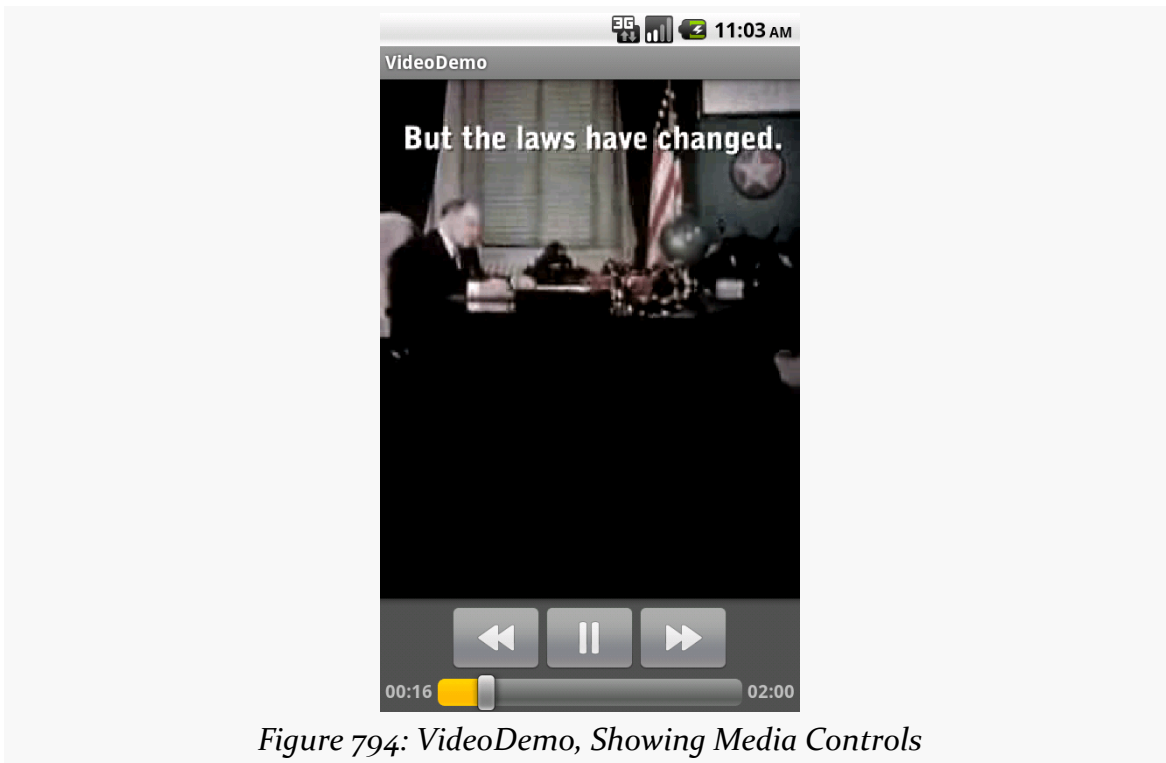 3G 11:03 AM
VideoDemo
But the laws have changed.
00:16 02:00
Figure 794: VideoDemo, Showing Media Controls